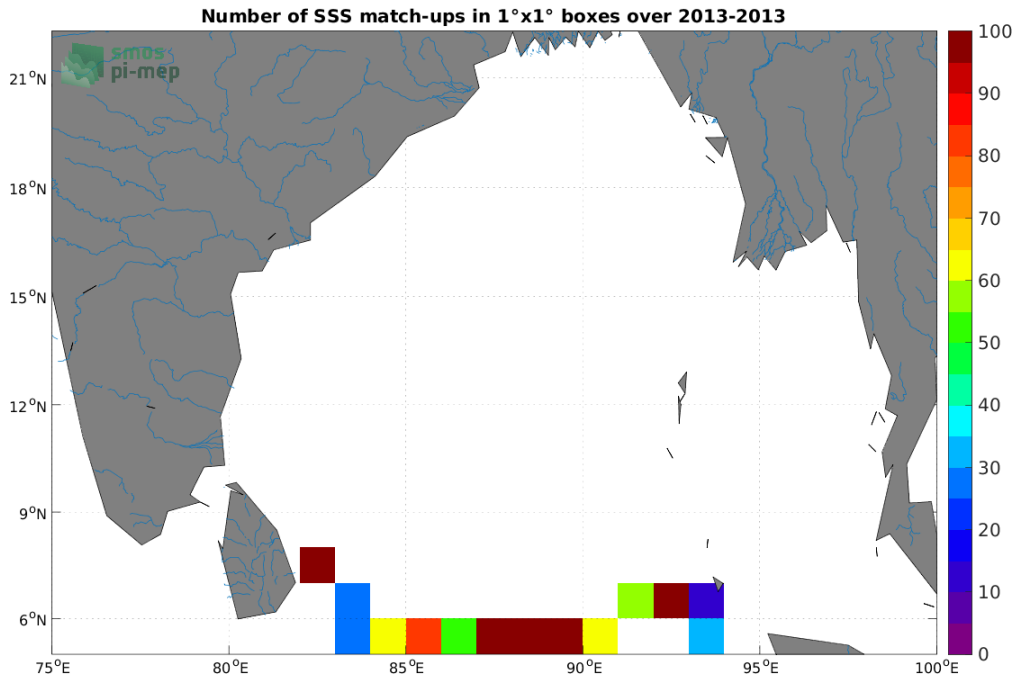 Number of SSS match-ups in 1°x1° boxes over 2013-2013
smos
pi-mep
21°N
18°N
15°N
12°N
9°N
6°N
75°E
80°E
85°E
90°E
95°E
100°E
100
90
80
70
60
50
40
30
20
10
0